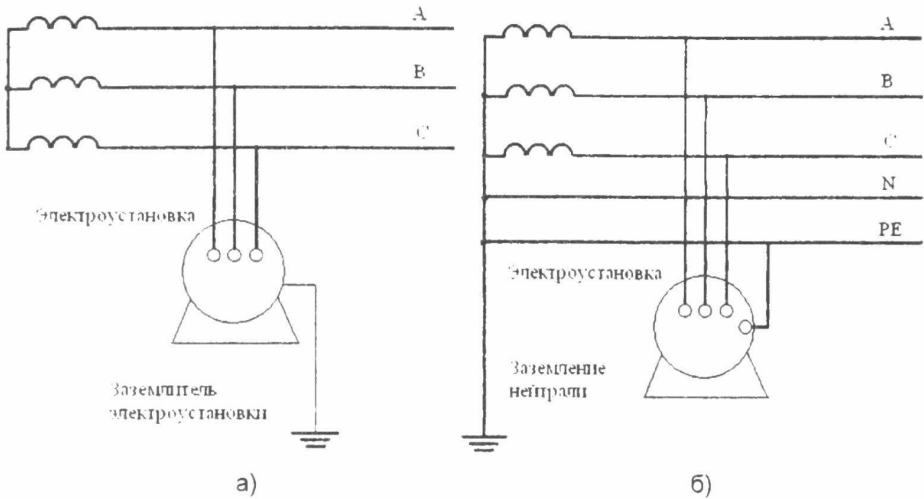 A
B
C
Электроустановка
Заземлитель
электроустановки
а)
A
B
C
N
PE
Электроустановка
Заземление
нейтрали
б)